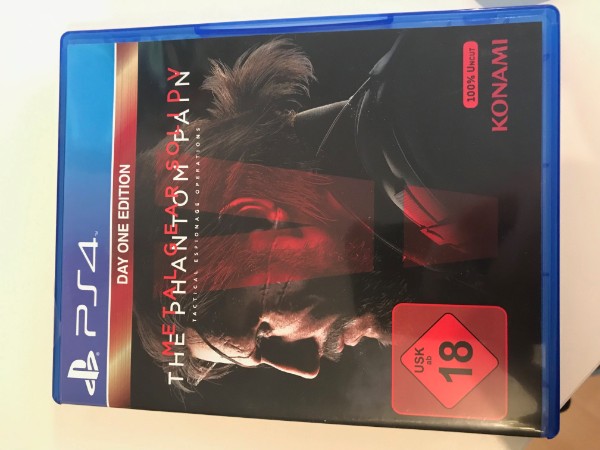 PS4
DAY ONE EDITION
METAL GEAR SOLID V
THE PHANTOM PAIN
TACTICAL ESPIONAGE OPERATIONS
USK
ab
18
100% UNCUT
KONAMI